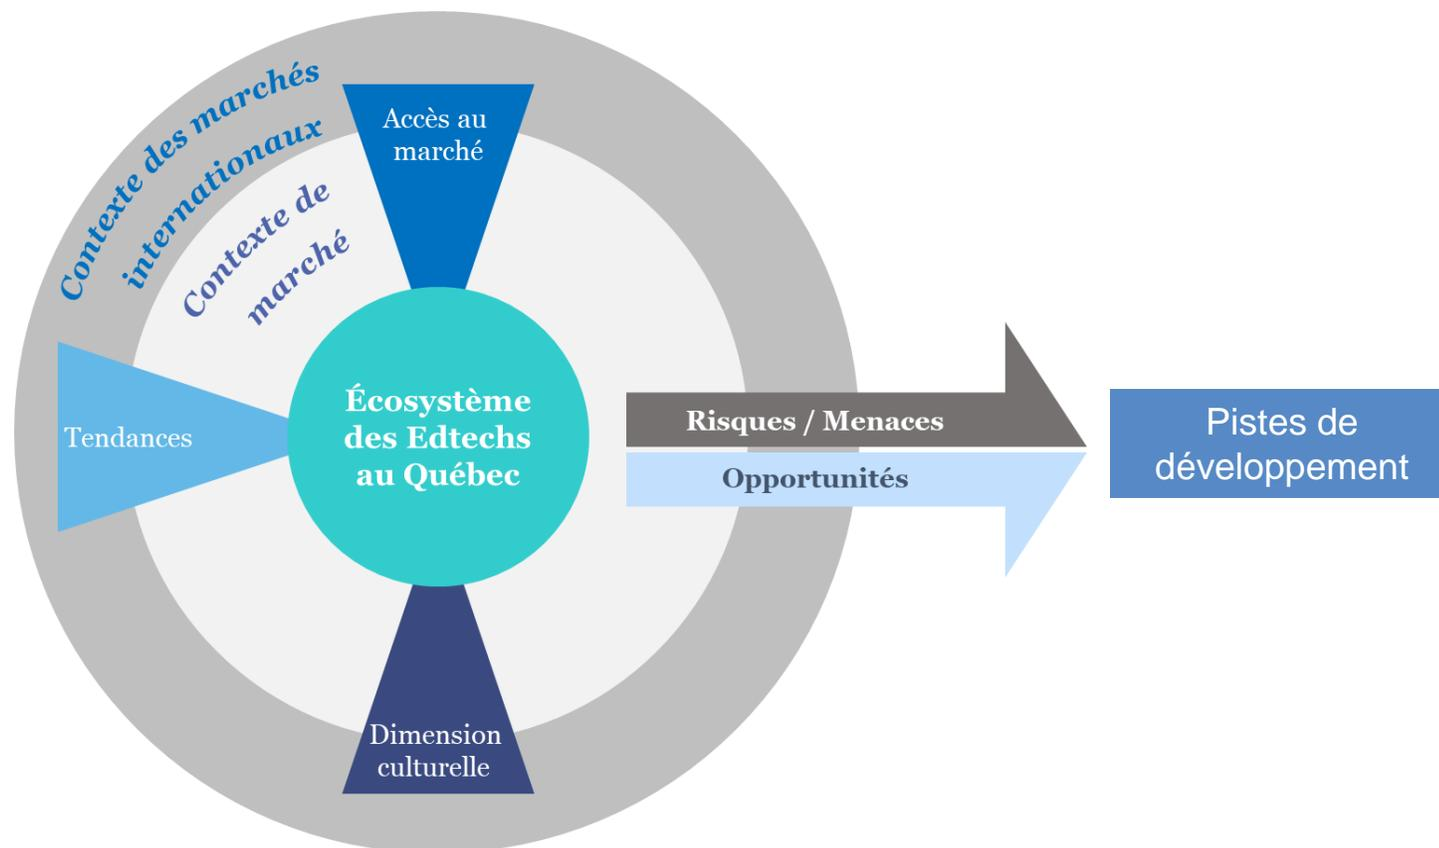 Contexte des marchés
internationaux
Contexte de
marché
Accès au
marché
Tendances
Écosystème
des Edtechs
au Québec
Risques / Menaces
Opportunités
Pistes de
développement
Dimension
culturelle